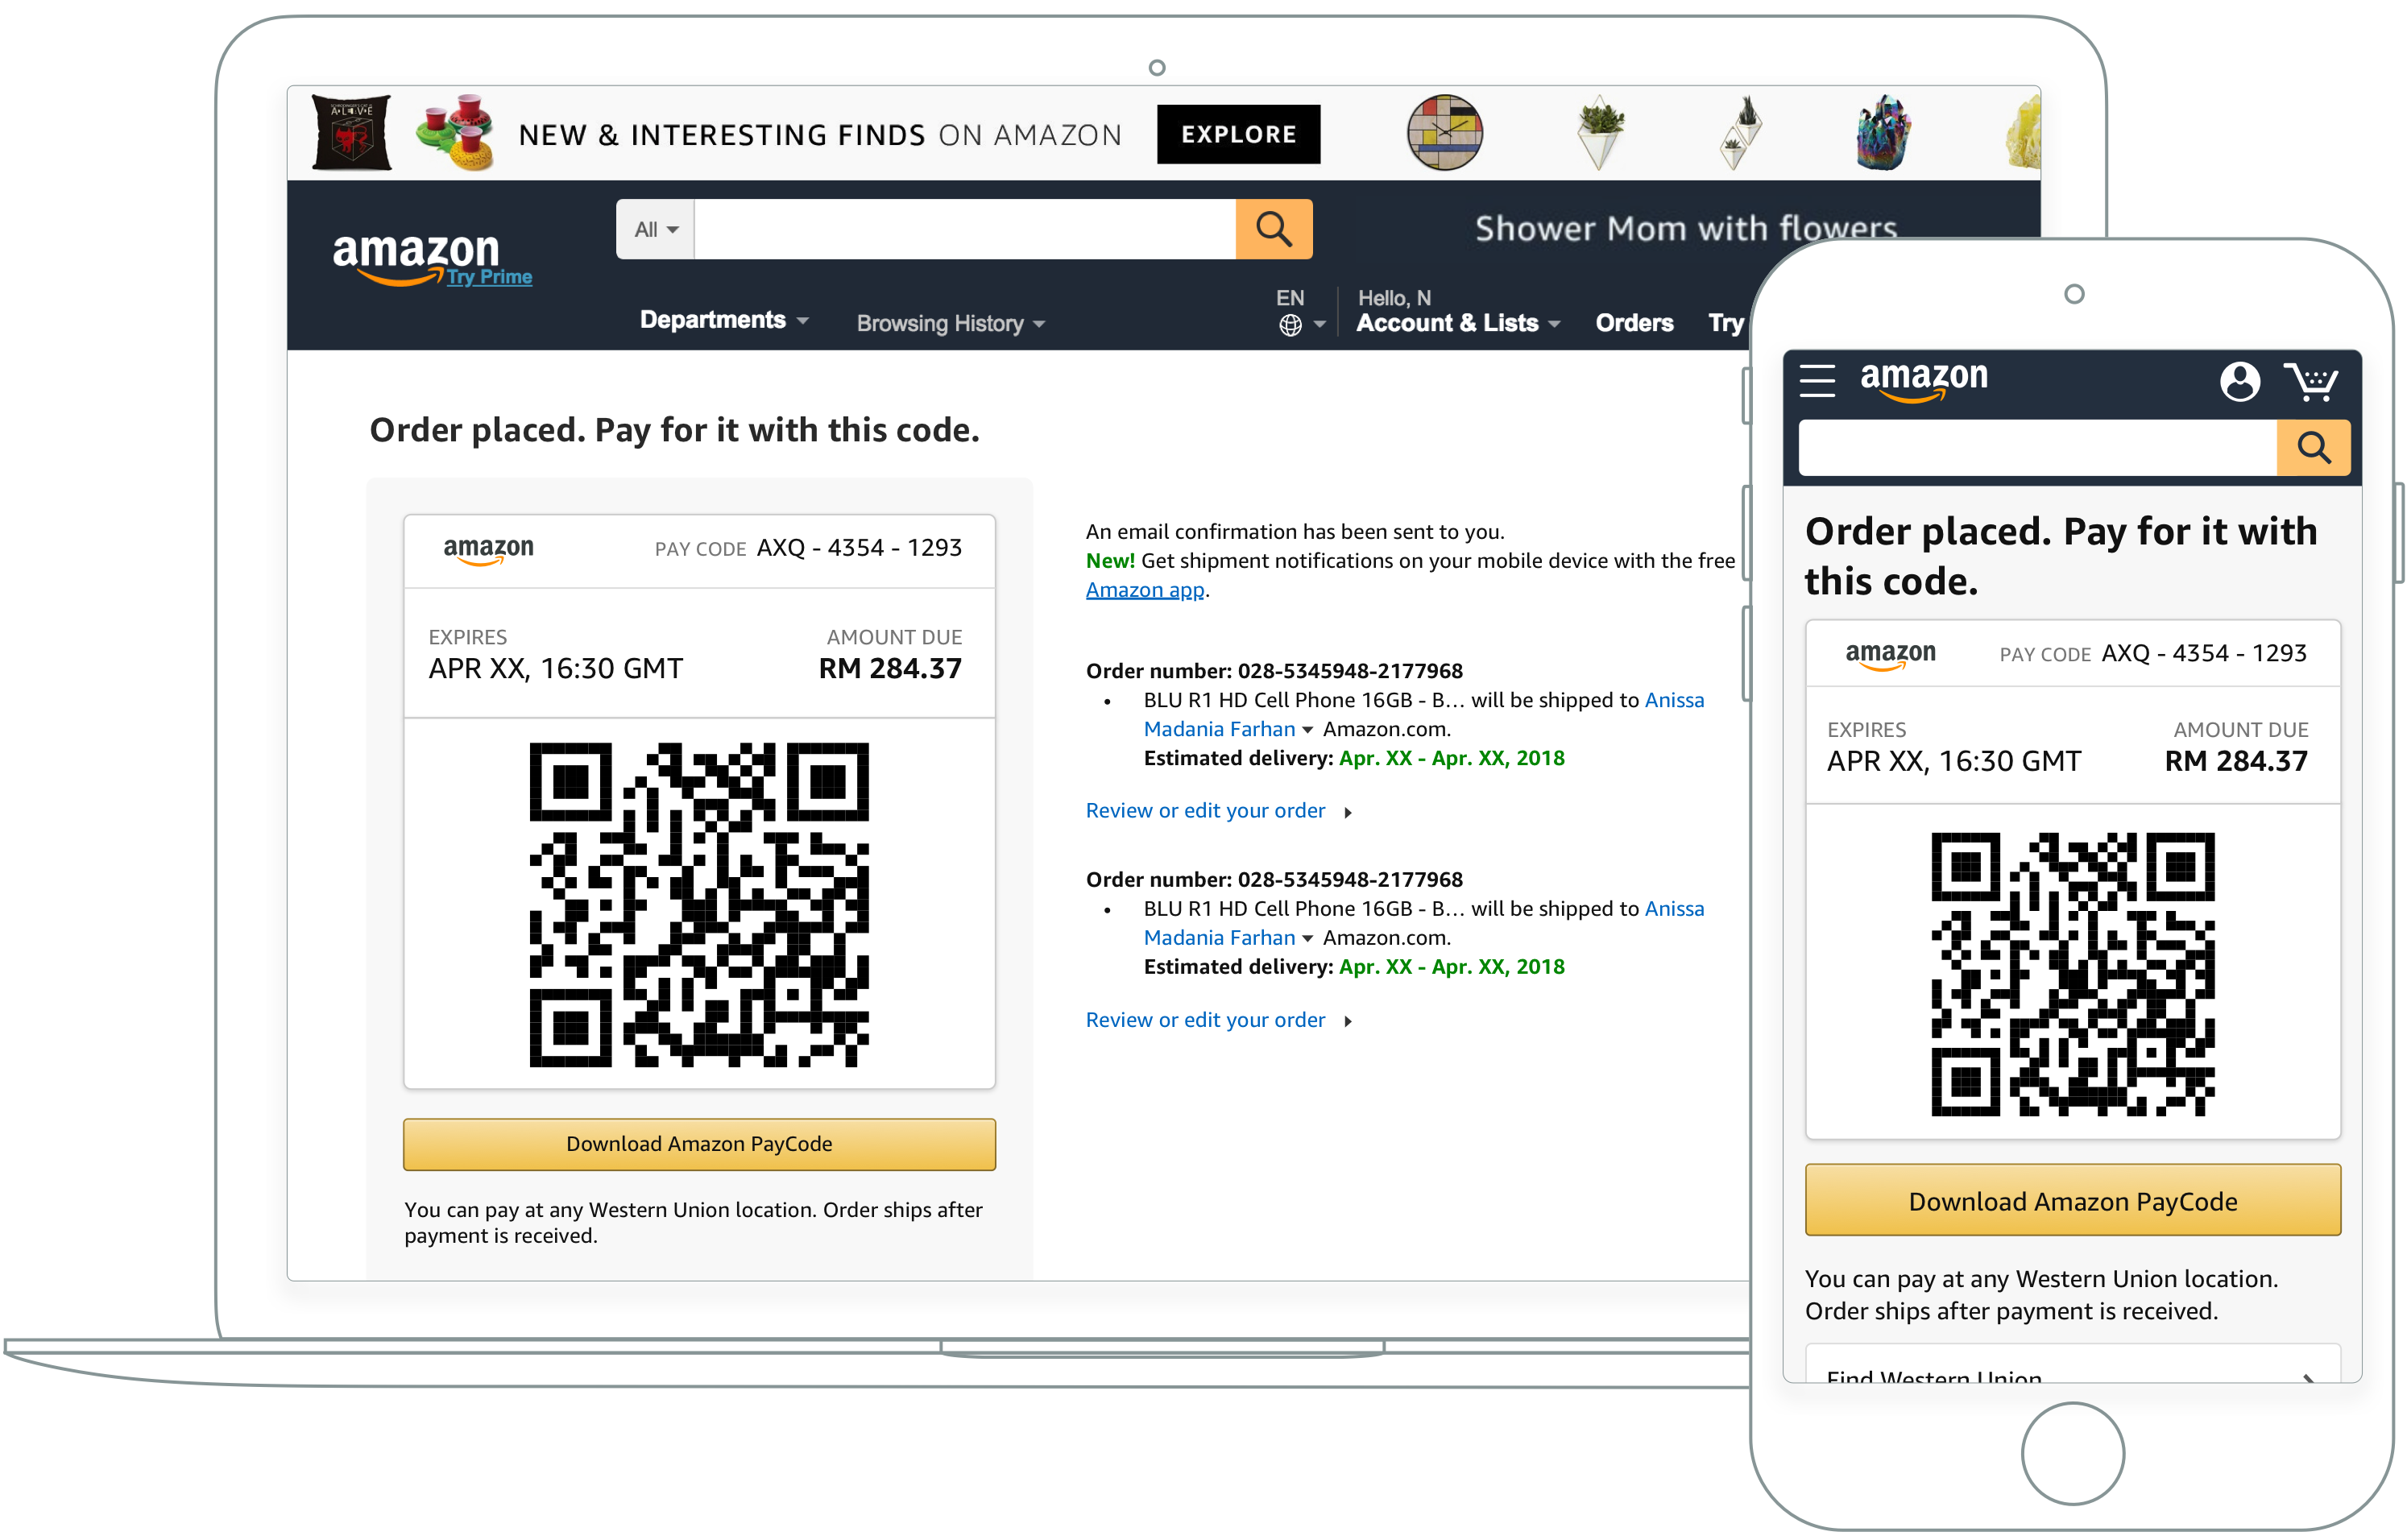 A•L•I•V•E
NEW & INTERESTING FINDS ON AMAZON
EXPLORE
amazon
Try Prime
All
Shower Mom with flowers
Departments
Browsing History
EN
Hello, N
Account & Lists
Orders
Try
Order placed. Pay for it with this code.
amazon
PAY CODE AXQ - 4354 - 1293
EXPIRES
AMOUNT DUE
APR XX, 16:30 GMT
RM 284.37
Download Amazon PayCode
You can pay at any Western Union location. Order ships after
payment is received.
An email confirmation has been sent to you.
New! Get shipment notifications on your mobile device with the free
Amazon app.
Order number: 028-5345948-2177968
• BLU R1 HD Cell Phone 16GB - B... will be shipped to Anissa
Madania Farhan Amazon.com.
Estimated delivery: Apr. XX - Apr. XX, 2018
Review or edit your order
Order number: 028-5345948-2177968
• BLU R1 HD Cell Phone 16GB - B... will be shipped to Anissa
Madania Farhan Amazon.com.
Estimated delivery: Apr. XX - Apr. XX, 2018
Review or edit your order
amazon
Order placed. Pay for it with
this code.
amazon
PAY CODE AXQ - 4354 - 1293
EXPIRES
AMOUNT DUE
APR XX, 16:30 GMT
RM 284.37
Download Amazon PayCode
You can pay at any Western Union location.
Order ships after payment is received.
Find Western Union